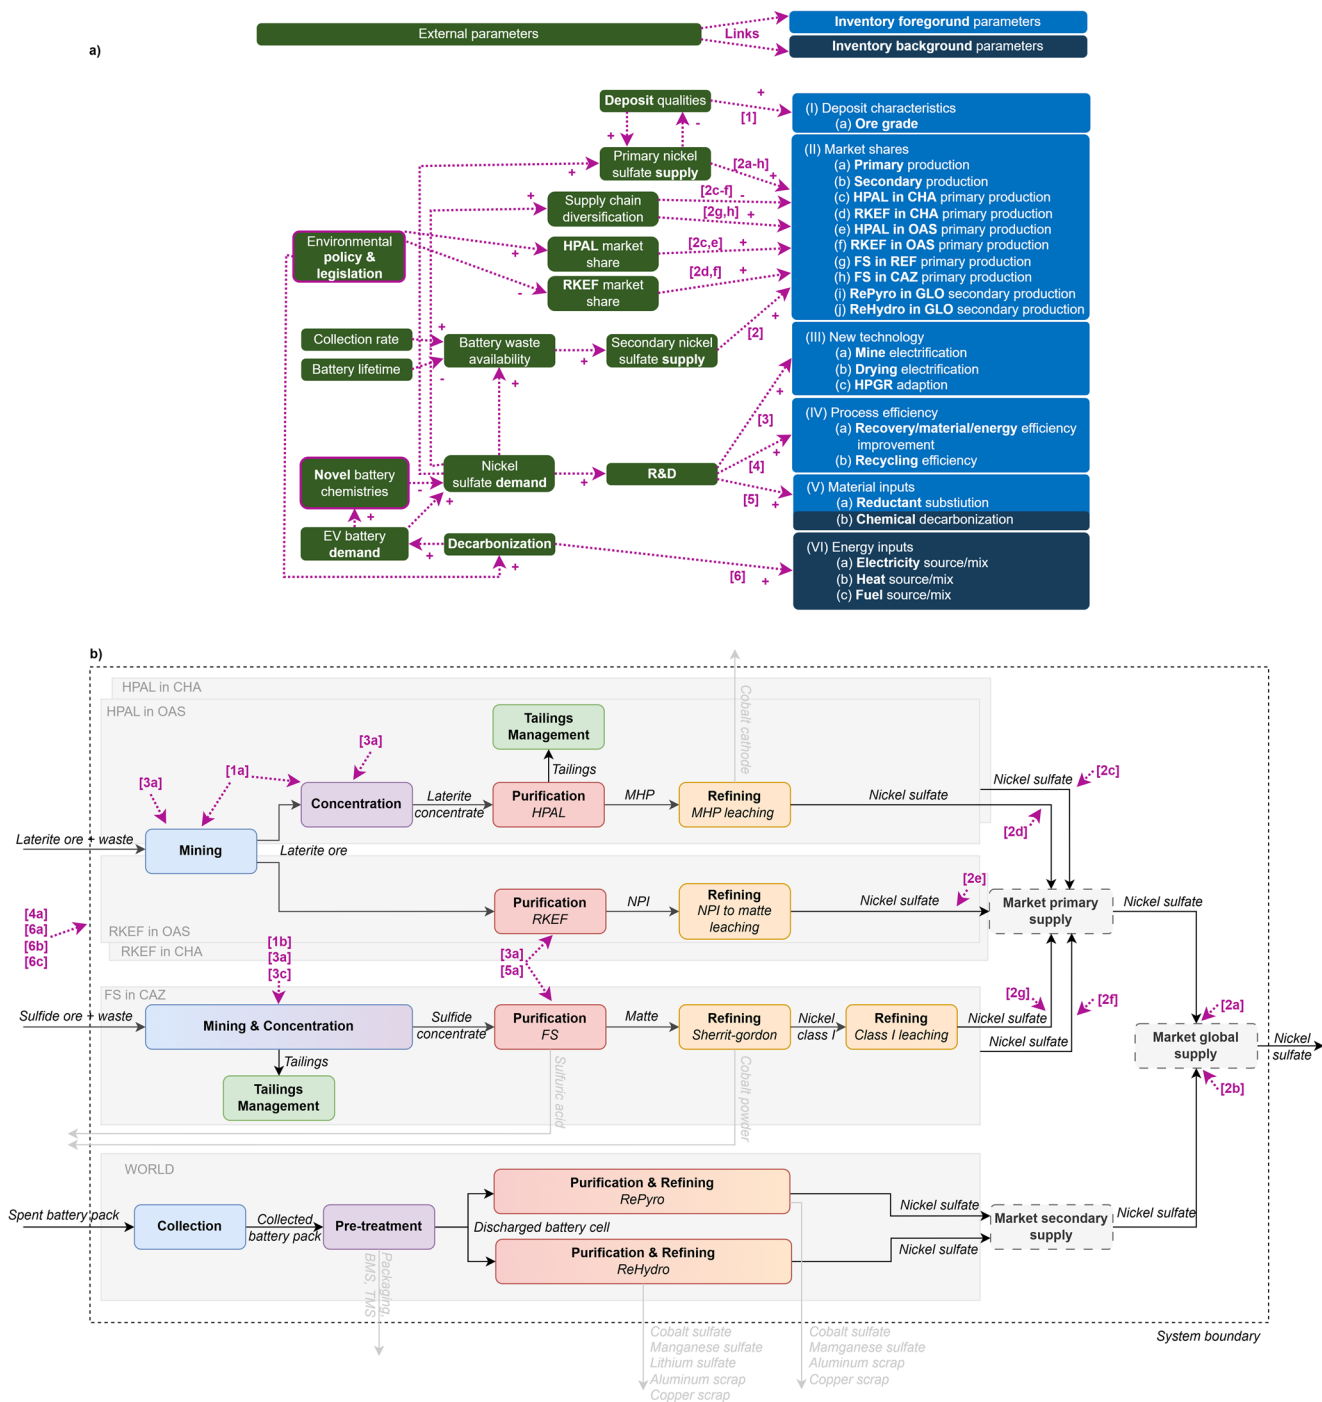 External parameters
Links
Inventory foregorund parameters
Inventory background parameters
a)
Deposit qualities
+
[1]
+
-
Primary nickel
sulfate supply
+
[2a-h]
+
(I) Deposit characteristics
(a) Ore grade
(II) Market shares
(a) Primary production
(b) Secondary production
(c) HPAL in CHA primary production
(d) RKEF in CHA primary production
(e) HPAL in OAS primary production
(f) RKEF in OAS primary production
(g) FS in REF primary production
(h) FS in CAZ primary production
(i) RePyro in GLO secondary production
(j) ReHydro in GLO secondary production
+
Supply chain
diversification
[2c-f]
-
[2g,h]
+
Environmental
policy &
legislation
+
HPAL market
share
[2c,e]
+
-
RKEF market
share
[2d,f]
+
Collection rate
+
Battery lifetime
-
Battery waste
availability
+
+
Secondary nickel
sulfate supply
[2]
+
(III) New technology
(a) Mine electrification
(b) Drying electrification
(c) HPGR adaption
+
[3]
(IV) Process efficiency
(a) Recovery/material/energy efficiency
improvement
(b) Recycling efficiency
+
[4]
Novel battery
chemistries
-
Nickel
sulfate demand
+
R&D
[5]
+
(V) Material inputs
(a) Reductant substiution
(b) Chemical decarbonization
+
+
EV battery
demand
+
Decarbonization
+
[6]
+
(VI) Energy inputs
(a) Electricity source/mix
(b) Heat source/mix
(c) Fuel source/mix
b)
HPAL in CHA
HPAL in OAS
Cobalt cathode
Tailings
Management
[3a]
[1a]
[3a]
Tailings
Concentration
Laterite
concentrate
Purification
HPAL
MHP
Refining
MHP leaching
Nickel sulfate
Nickel sulfate
[2c]
[2d]
Laterite ore + waste
Mining
Laterite ore
[2e]
Purification
RKEF
NPI
Refining
NPI to matte
leaching
Nickel sulfate
Market primary
supply
Nickel sulfate
[4a]
[6a]
[6b]
[6c]
RKEF in OAS
RKEF in CHA
[1b]
[3a]
[3c]
[3a]
[5a]
FS in CAZ
Sulfide ore + waste
Mining & Concentration
Sulfide
concentrate
Purification
FS
Matte
Refining
Sherrit-gordon
Nickel
class I
Refining
Class I leaching
[2g]
[2f]
Nickel sulfate
Nickel sulfate
[2a]
Market global
supply
Nickel
sulfate
[2b]
Tailings
Tailings
Management
Sulfuric acid
Cobalt powder
WORLD
Spent battery pack
Collection
Collected
battery pack
Pre-treatment
Discharged battery cell
Purification & Refining
RePyro
Purification & Refining
ReHydro
Nickel sulfate
Nickel sulfate
Market secondary
supply
Nickel sulfate
Packaging,
BMS, TMS
System boundary
Cobalt sulfate
Manganese sulfate
Lithium sulfate
Aluminum scrap
Copper scrap
Cobalt sulfate
Mamganese sulfate
Aluminum scrap
Copper scrap